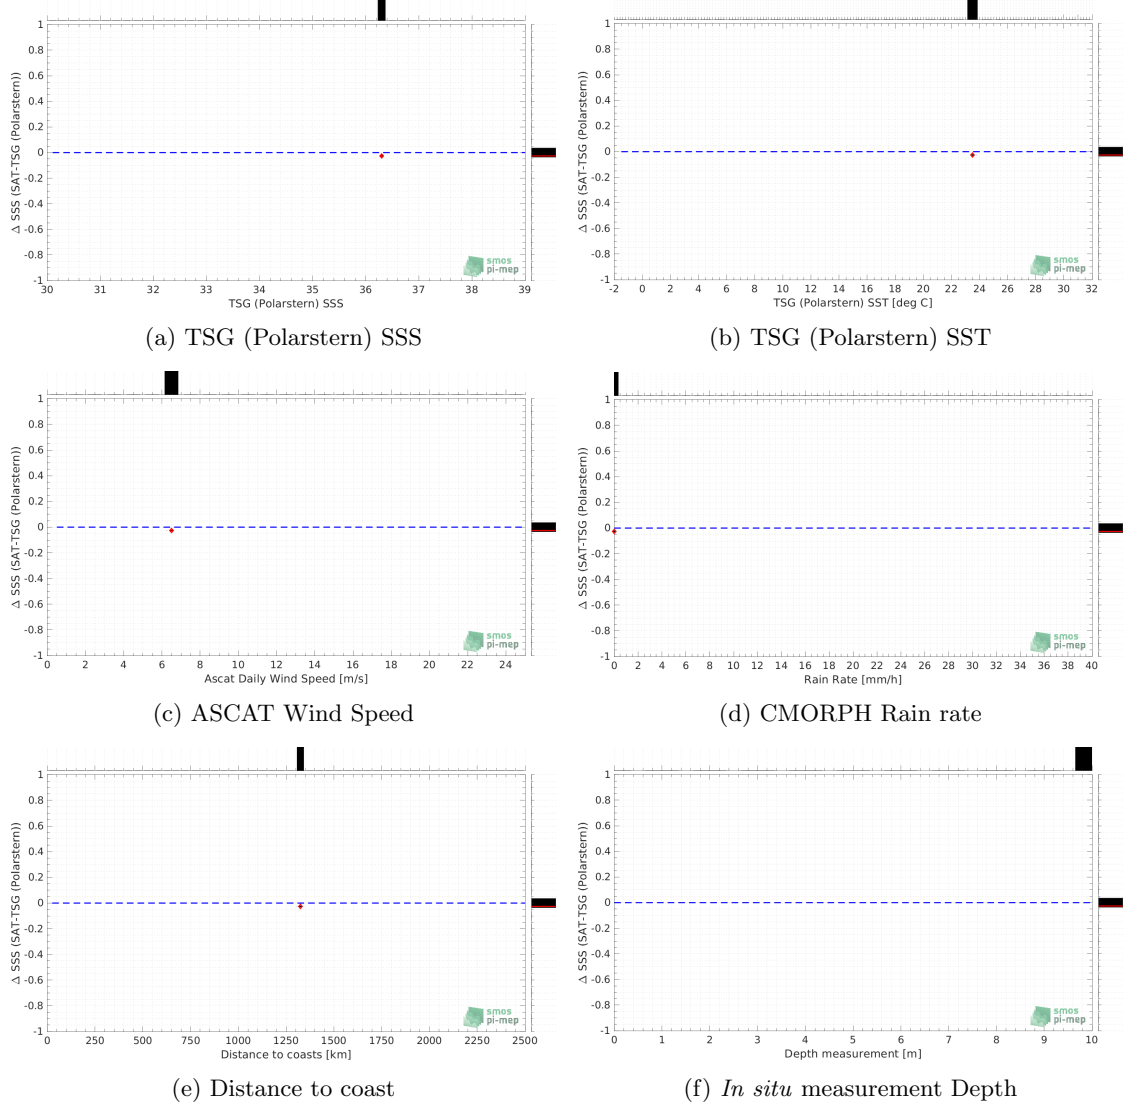 1
0.8
0.6
0.4
0.2
0
-0.2
-0.4
-0.6
-0.8
-1
Δ SSS (SAT-TSG (Polarstern))
30 31 32 33 34 35 36 37 38 39
TSG (Polarstern) SSS
smos
pi-mep
(a) TSG (Polarstern) SSS
1
0.8
0.6
0.4
0.2
0
-0.2
-0.4
-0.6
-0.8
-1
Δ SSS (SAT-TSG (Polarstern))
-2 0 2 4 6 8 10 12 14 16 18 20 22 24 26 28 30 32
TSG (Polarstern) SST [deg C]
smos
pi-mep
(b) TSG (Polarstern) SST
1
0.8
0.6
0.4
0.2
0
-0.2
-0.4
-0.6
-0.8
-1
Δ SSS (SAT-TSG (Polarstern))
0 2 4 6 8 10 12 14 16 18 20 22 24
Ascat Daily Wind Speed [m/s]
smos
pi-mep
(c) ASCAT Wind Speed
1
0.8
0.6
0.4
0.2
0
-0.2
-0.4
-0.6
-0.8
-1
Δ SSS (SAT-TSG (Polarstern))
0 2 4 6 8 10 12 14 16 18 20 22 24 26 28 30 32 34 36 38 40
Rain Rate [mm/h]
smos
pi-mep
(d) CMORPH Rain rate
1
0.8
0.6
0.4
0.2
0
-0.2
-0.4
-0.6
-0.8
-1
Δ SSS (SAT-TSG (Polarstern))
0 250 500 750 1000 1250 1500 1750 2000 2250 2500
Distance to coasts [km]
smos
pi-mep
(e) Distance to coast
1
0.8
0.6
0.4
0.2
0
-0.2
-0.4
-0.6
-0.8
-1
Δ SSS (SAT-TSG (Polarstern))
0 1 2 3 4 5 6 7 8 9 10
Depth measurement [m]
smos
pi-mep
(f) In situ measurement Depth